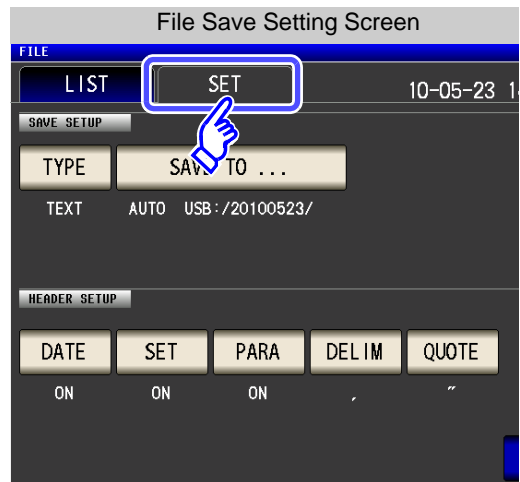 File Save Setting Screen
FILE
LIST SET 10-05-23
SAVE SETUP
TYPE SAVE TO ...
TEXT AUTO USB:/20100523/
HEADER SETUP
DATE SET PARA DELIM QUOTE
ON ON ON , "